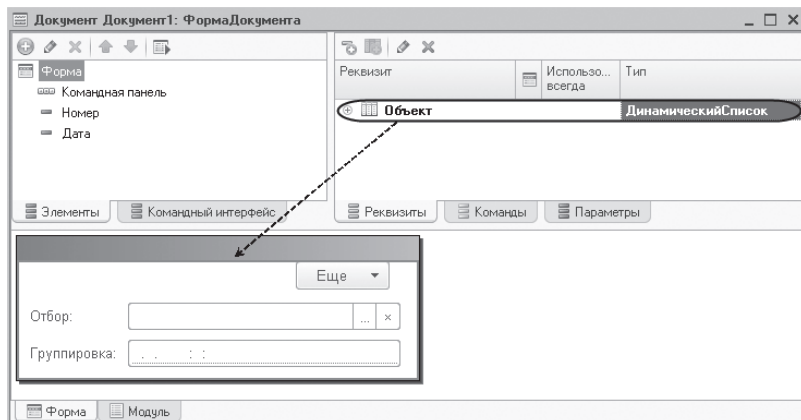 Документ Документ1: ФормаДокумента
Форма
Командная панель
Номер
Дата
Элементы
Командный интерфейс
Реквизит
Использо...
всегда
Тип
Объект
ДинамическийСписок
Реквизиты
Команды
Параметры
Еще
Отбор:
...
Группировка:
. . : :
Форма
Модуль